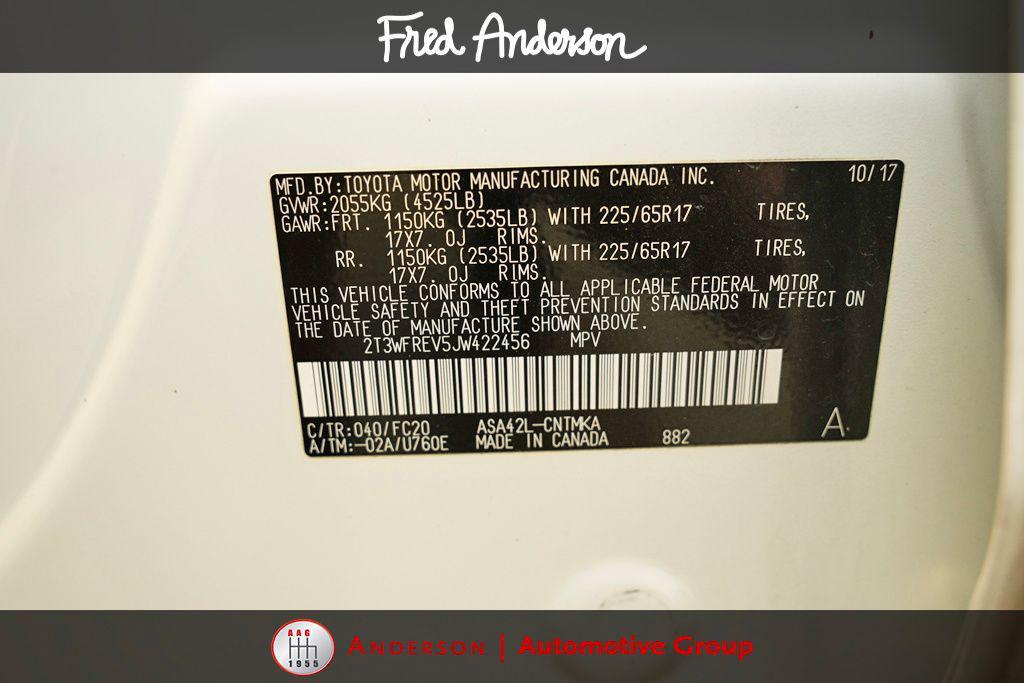 Fred Anderson
MFD.BY:TOYOTA MOTOR MANUFACTURING CANADA INC. 10/17
GVWR:2055KG (4525LB)
GAWR:FRT. 1150KG (2535LB) WITH 225/65R17 TIRES,
17X7. 0J RIMS.
RR. 1150KG (2535LB) WITH 225/65R17 TIRES,
17X7. 0J RIMS.
THIS VEHICLE CONFORMS TO ALL APPLICABLE FEDERAL MOTOR
VEHICLE SAFETY AND THEFT PREVENTION STANDARDS IN EFFECT ON
THE DATE OF MANUFACTURE SHOWN ABOVE.
2T3WFREV5JW422456 MPV
C/TR:040/FC20 ASA42L-CNTMKA
A/TM:-02A/U760E MADE IN CANADA 882 A
AAG
1955
ANDERSON | Automotive Group